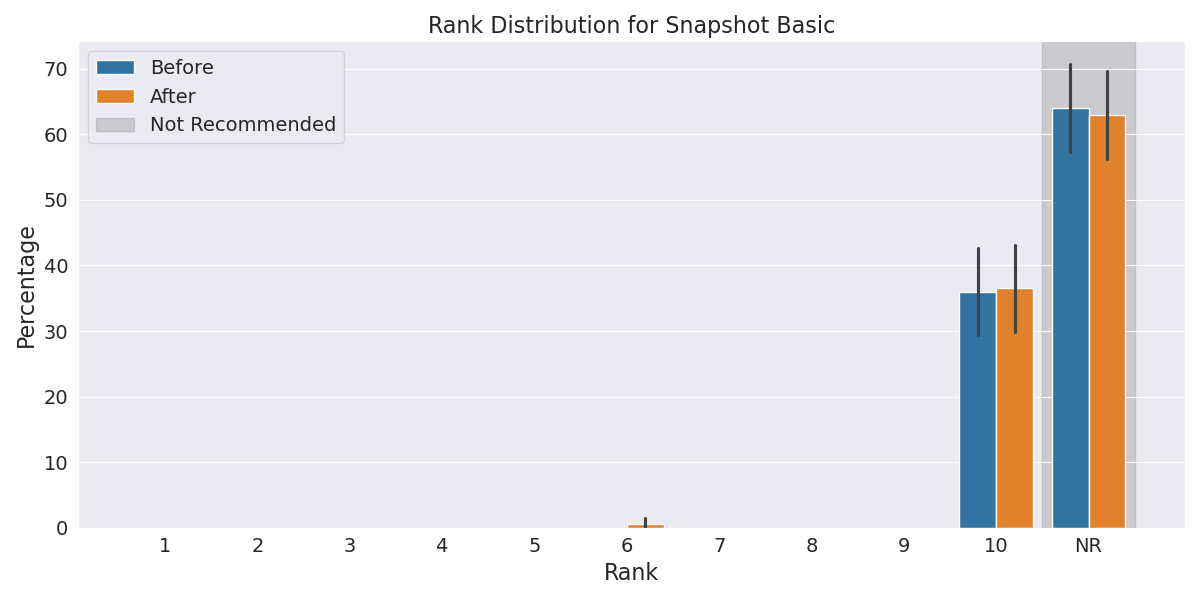 Rank Distribution for Snapshot Basic
Before
After
Not Recommended
Percentage
70
60
50
40
30
20
10
0
1 2 3 4 5 6 7 8 9 10 NR
Rank